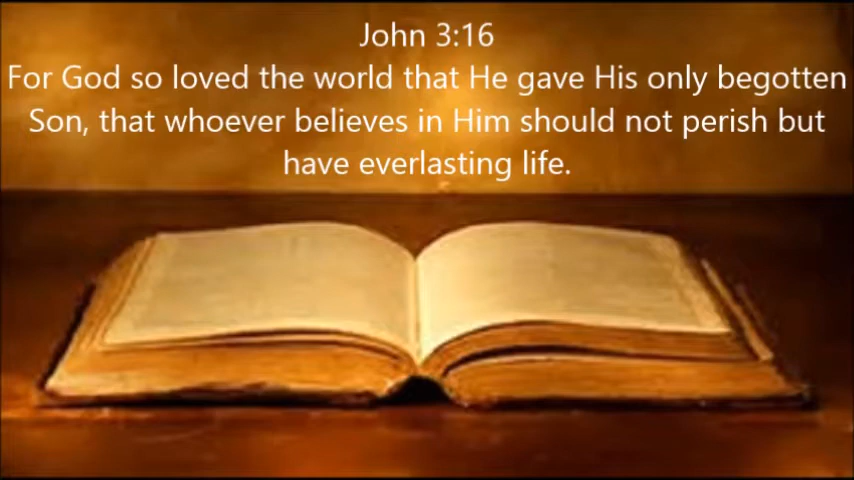 John 3:16
For God so loved the world that He gave His only begotten
Son, that whoever believes in Him should not perish but
have everlasting life.